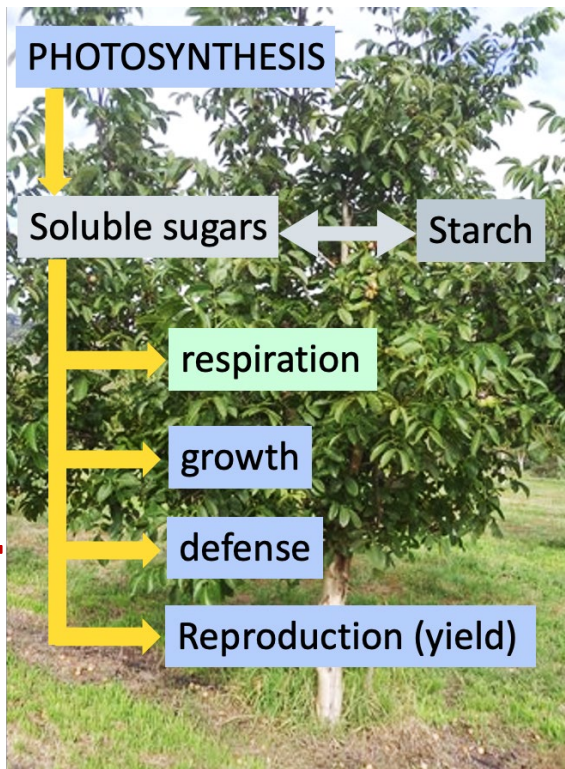 PHOTOSYNTHESIS
Soluble sugars
Starch
respiration
growth
defense
Reproduction (yield)